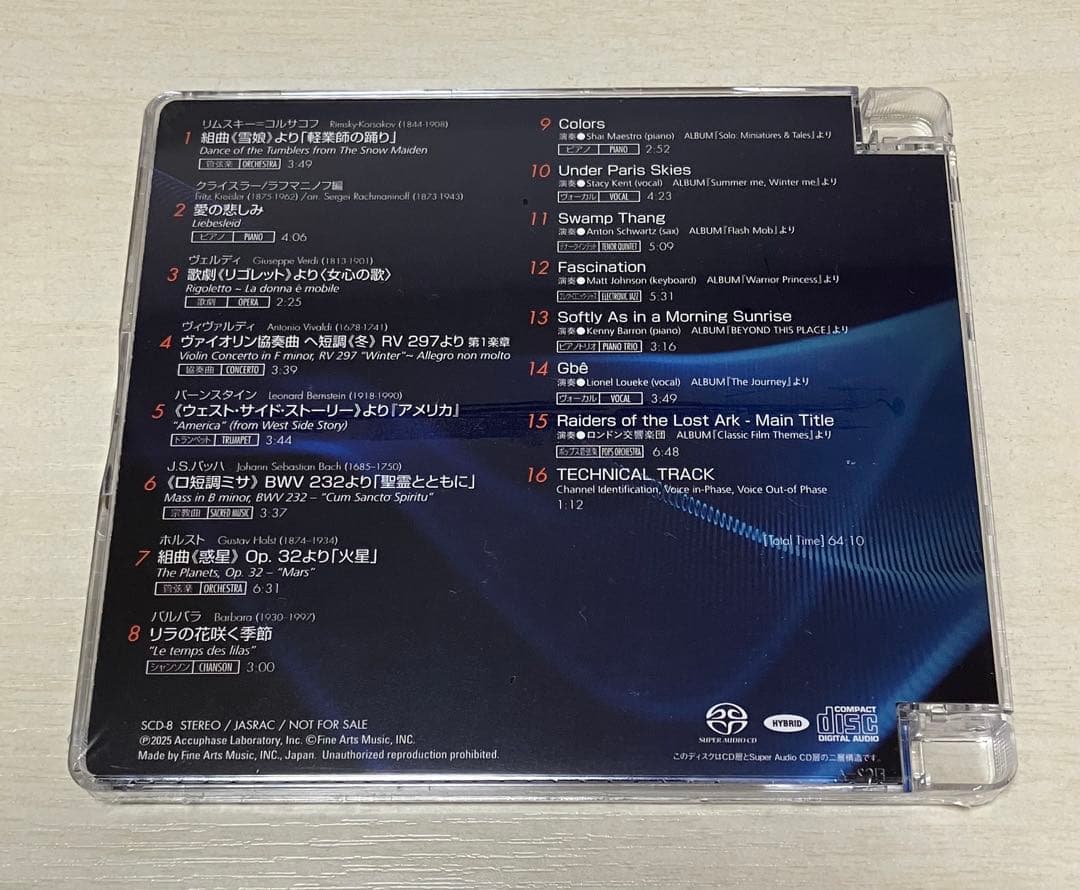 リムスキー=コルサコフ Rimsky-Korsakov (1844-1908)
1 組曲《雪娘》より「軽業師の踊り」
Dance of the Tumblers from The Snow Maiden
管弦楽 ORCHESTRA 3:49
クライスラー/ラフマニノフ編
Fritz Kreisler (1875-1962) /arr. Sergei Rachmaninoff (1873-1943)
2 愛の悲しみ
Liebesleid
ピアノ PIANO 4:06
ヴェルディ Giuseppe Verdi (1813-1901)
3 歌劇《リゴレット》より〈女心の歌〉
Rigoletto ~ La donna è mobile
歌劇 OPERA 2:25
ヴィヴァルディ Antonio Vivaldi (1678-1741)
4 ヴァイオリン協奏曲 ヘ短調《冬》 RV 297より 第1楽章
Violin Concerto in F minor, RV 297 "Winter"~ Allegro non molto
協奏曲 CONCERTO 3:39
バーンスタイン Leonard Bernstein (1918-1990)
5 《ウェスト・サイド・ストーリー》より『アメリカ』
"America" (from West Side Story)
トランペット TRUMPET 3:44
J.S.バッハ Johann Sebastian Bach (1685-1750)
6 《ロ短調ミサ》 BWV 232より「聖霊とともに」
Mass in B minor, BWV 232 – "Cum Sancto Spiritu"
宗教曲 SACRED MUSIC 3:37
ホルスト Gustav Holst (1874-1934)
7 組曲《惑星》 Op. 32より「火星」
The Planets, Op. 32 – "Mars"
管弦楽 ORCHESTRA 6:31
バルバラ Barbara (1930-1997)
8 リラの花咲く季節
"Le temps des lilas"
シャンソン CHANSON 3:00
9 Colors
演奏●Shai Maestro (piano) ALBUM『Solo: Miniatures & Tales』より
ピアノ PIANO 2:52
10 Under Paris Skies
演奏●Stacy Kent (vocal) ALBUM『Summer me, Winter me』より
ヴォーカル VOCAL 4:23
11 Swamp Thang
演奏●Anton Schwartz (sax) ALBUM『Flash Mob』より
TENOR QUINTET 5:09
12 Fascination
演奏●Matt Johnson (keyboard) ALBUM『Warrior Princess』より
ELECTRONIC JAZZ 5:31
13 Softly As in a Morning Sunrise
演奏●Kenny Barron (piano) ALBUM『BEYOND THIS PLACE』より
ピアノトリオ PIANO TRIO 3:16
14 Gbê
演奏●Lionel Loueke (vocal) ALBUM『The Journey』より
ヴォーカル VOCAL 3:49
15 Raiders of the Lost Ark - Main Title
演奏●ロンドン交響楽団 ALBUM『Classic Film Themes』より
ポップス管弦楽 POPS ORCHESTRA 6:48
16 TECHNICAL TRACK
Channel Identification, Voice in-Phase, Voice Out-of Phase
1:12
[Total Time] 64:10
SCD-8 STEREO / JASRAC / NOT FOR SALE
℗2025 Accuphase Laboratory, Inc. ©Fine Arts Music, INC.
Made by Fine Arts Music, INC., Japan. Unauthorized reproduction prohibited.
SUPER AUDIO CD
HYBRID
COMPACT disc DIGITAL AUDIO
このディスクはCD層とSuper Audio CD層の二層構造です。